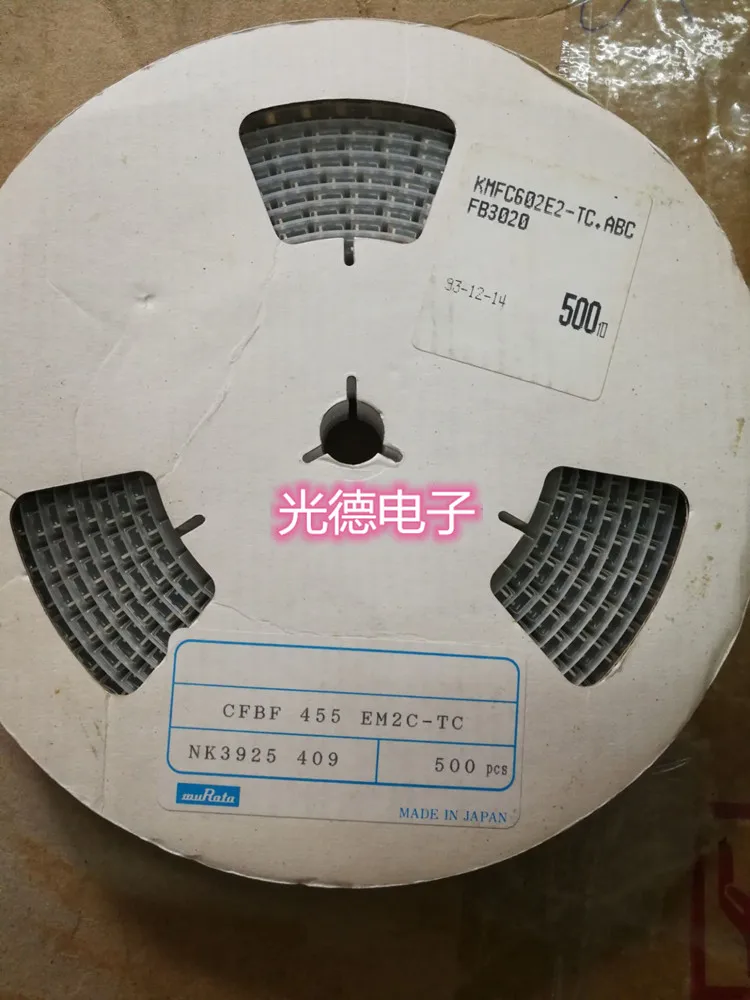 KMFC602E2-TC.ABC
FB3020
93-12-14
500
光德电子
CFBF 455 EM2C-TC
NK3925 409
500 pcs
muRata
MADE IN JAPAN